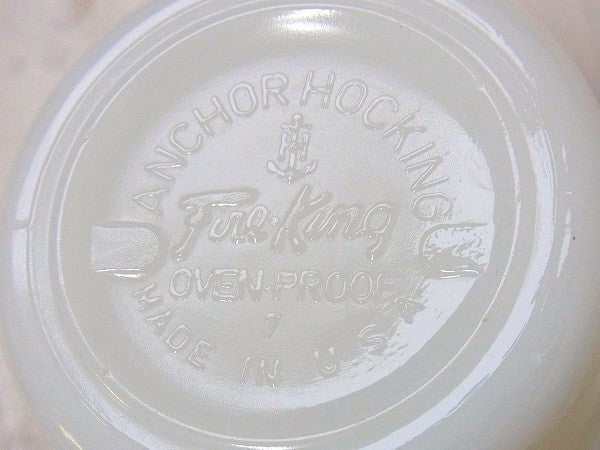 ANCHOR HOCKING
Fire-King
OVEN-PROOF
1
MADE IN U.S.A.